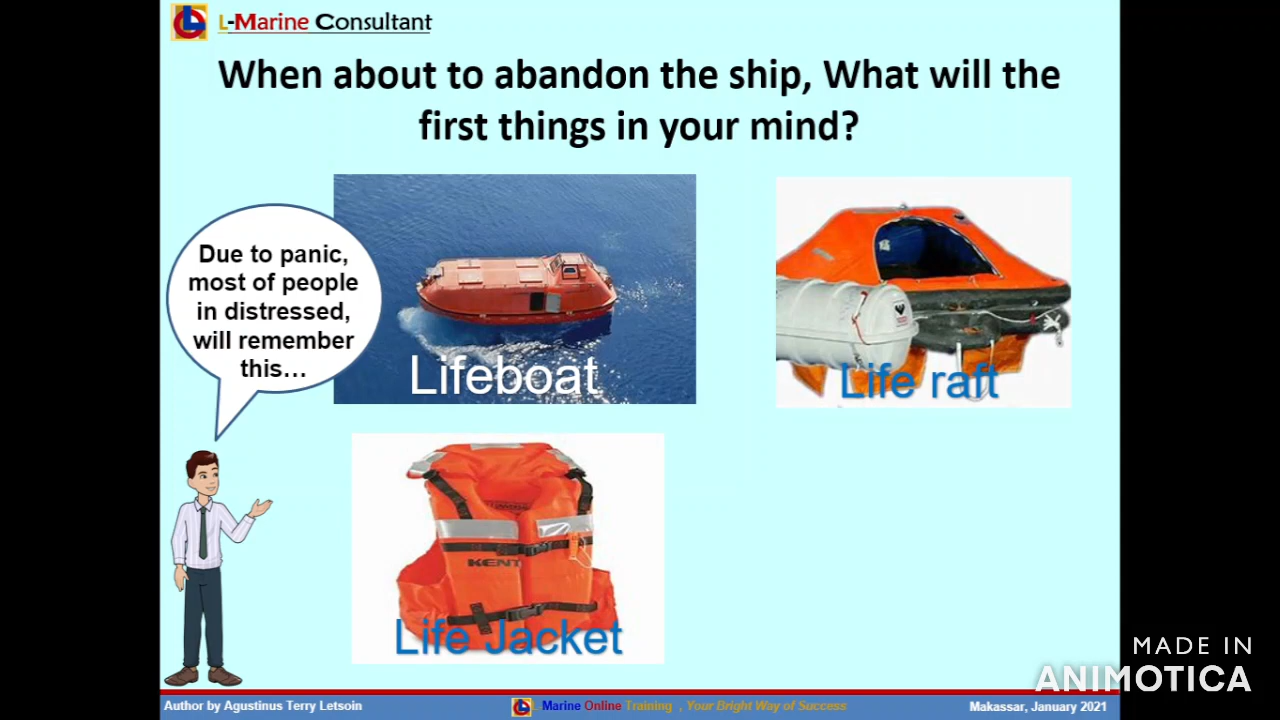 L-Marine Consultant
When about to abandon the ship, What will the
first things in your mind?
Due to panic,
most of people
in distressed,
will remember
this...
Lifeboat
Life raft
KENT
Life Jacket
MADE IN
ANIMOTICA
Author by Agustinus Terry Letsoin
L Marine Online Training , Your Bright Way of Success
Makassar, January 2021